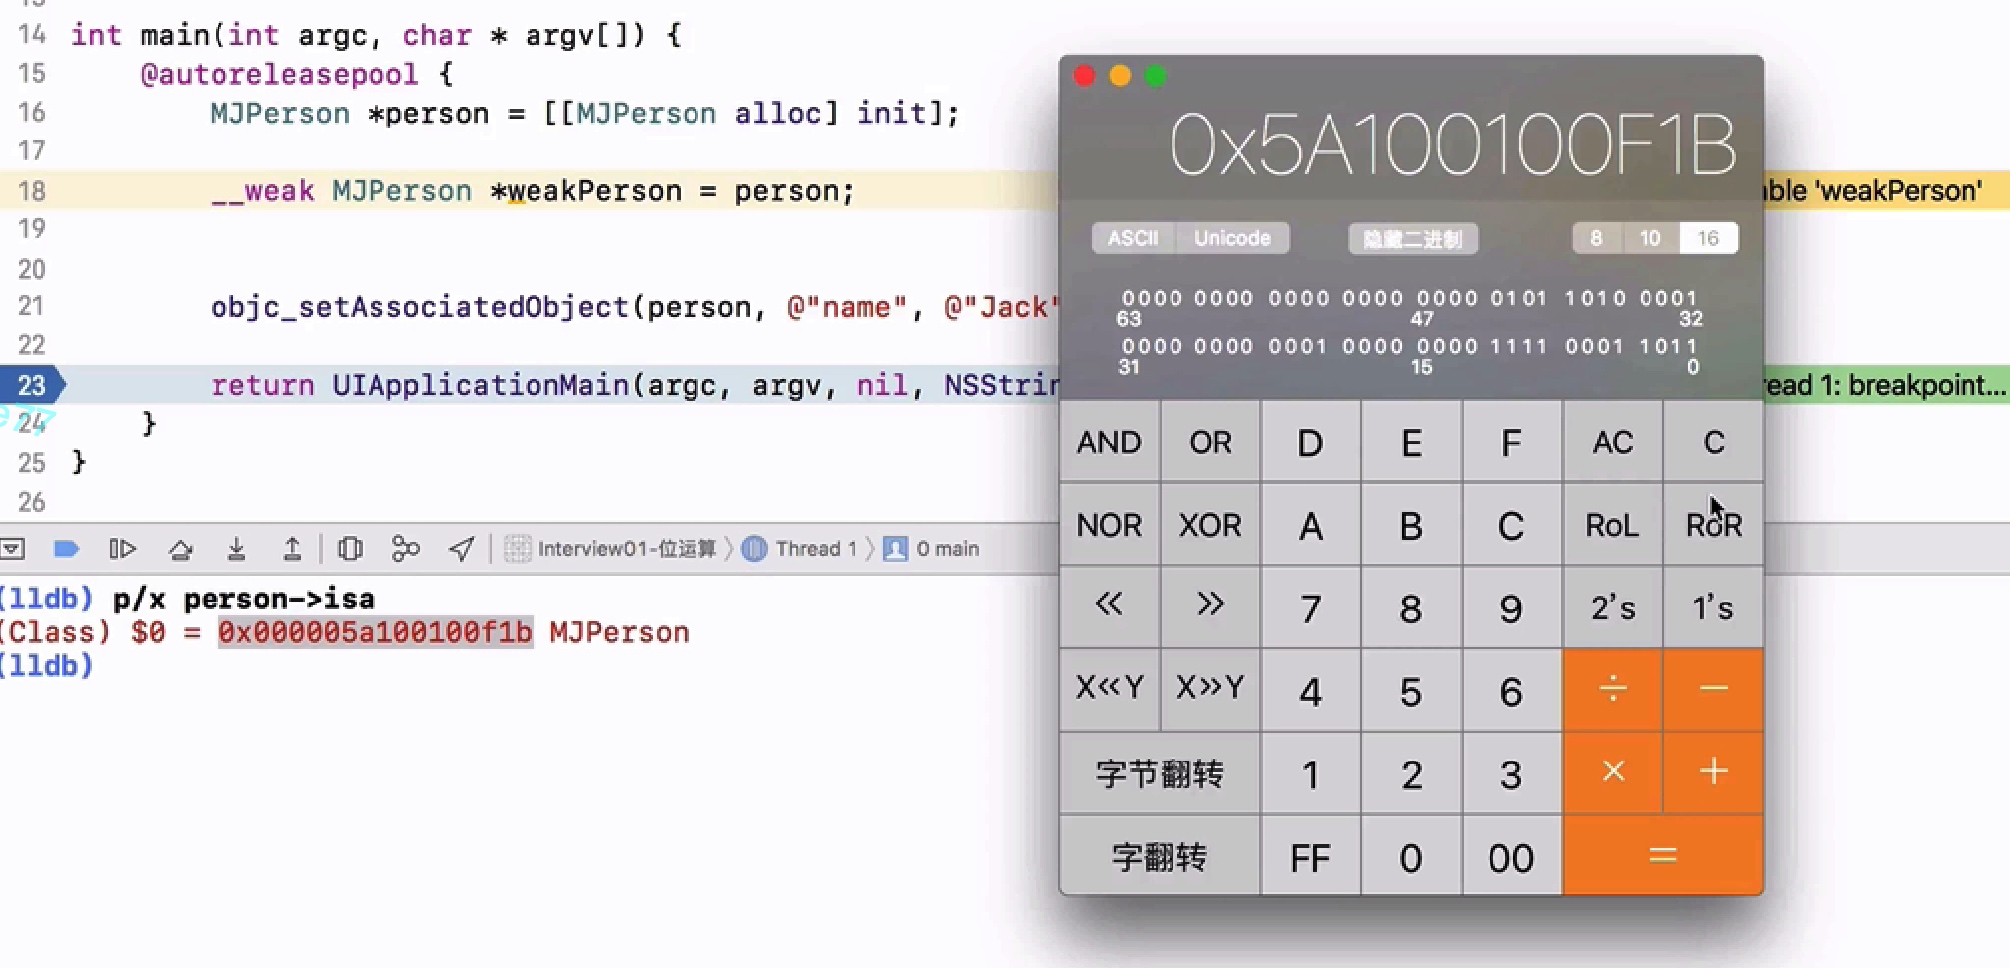 14 int main(int argc, char * argv[]) {
15 @autoreleasepool {
16 MJPerson *person = [[MJPerson alloc] init];
17
18 __weak MJPerson *weakPerson = person;
able 'weakPerson'
19
20
21 objc_setAssociatedObject(person, @"name", @"Jack"
22
23 return UIApplicationMain(argc, argv, nil, NSStrin
ead 1: breakpoint...
24 }
25 }
26
Interview01-位运算 〉 Thread 1 〉 0 main
(lldb) p/x person->isa
(Class) $0 = 0x000005a100100f1b MJPerson
(lldb)
0x5A100100F1B
ASCII Unicode 隐藏二进制 8 10 16
0000 0000 0000 0000 0000 0101 1010 0001
63 47 32
0000 0000 0001 0000 0000 1111 0001 1011
31 15 0
AND OR D E F AC C
NOR XOR A B C RoL RoR
« » 7 8 9 2's 1's
X«Y X»Y 4 5 6 ÷ −
字节翻转 1 2 3 × +
字翻转 FF 0 00 =